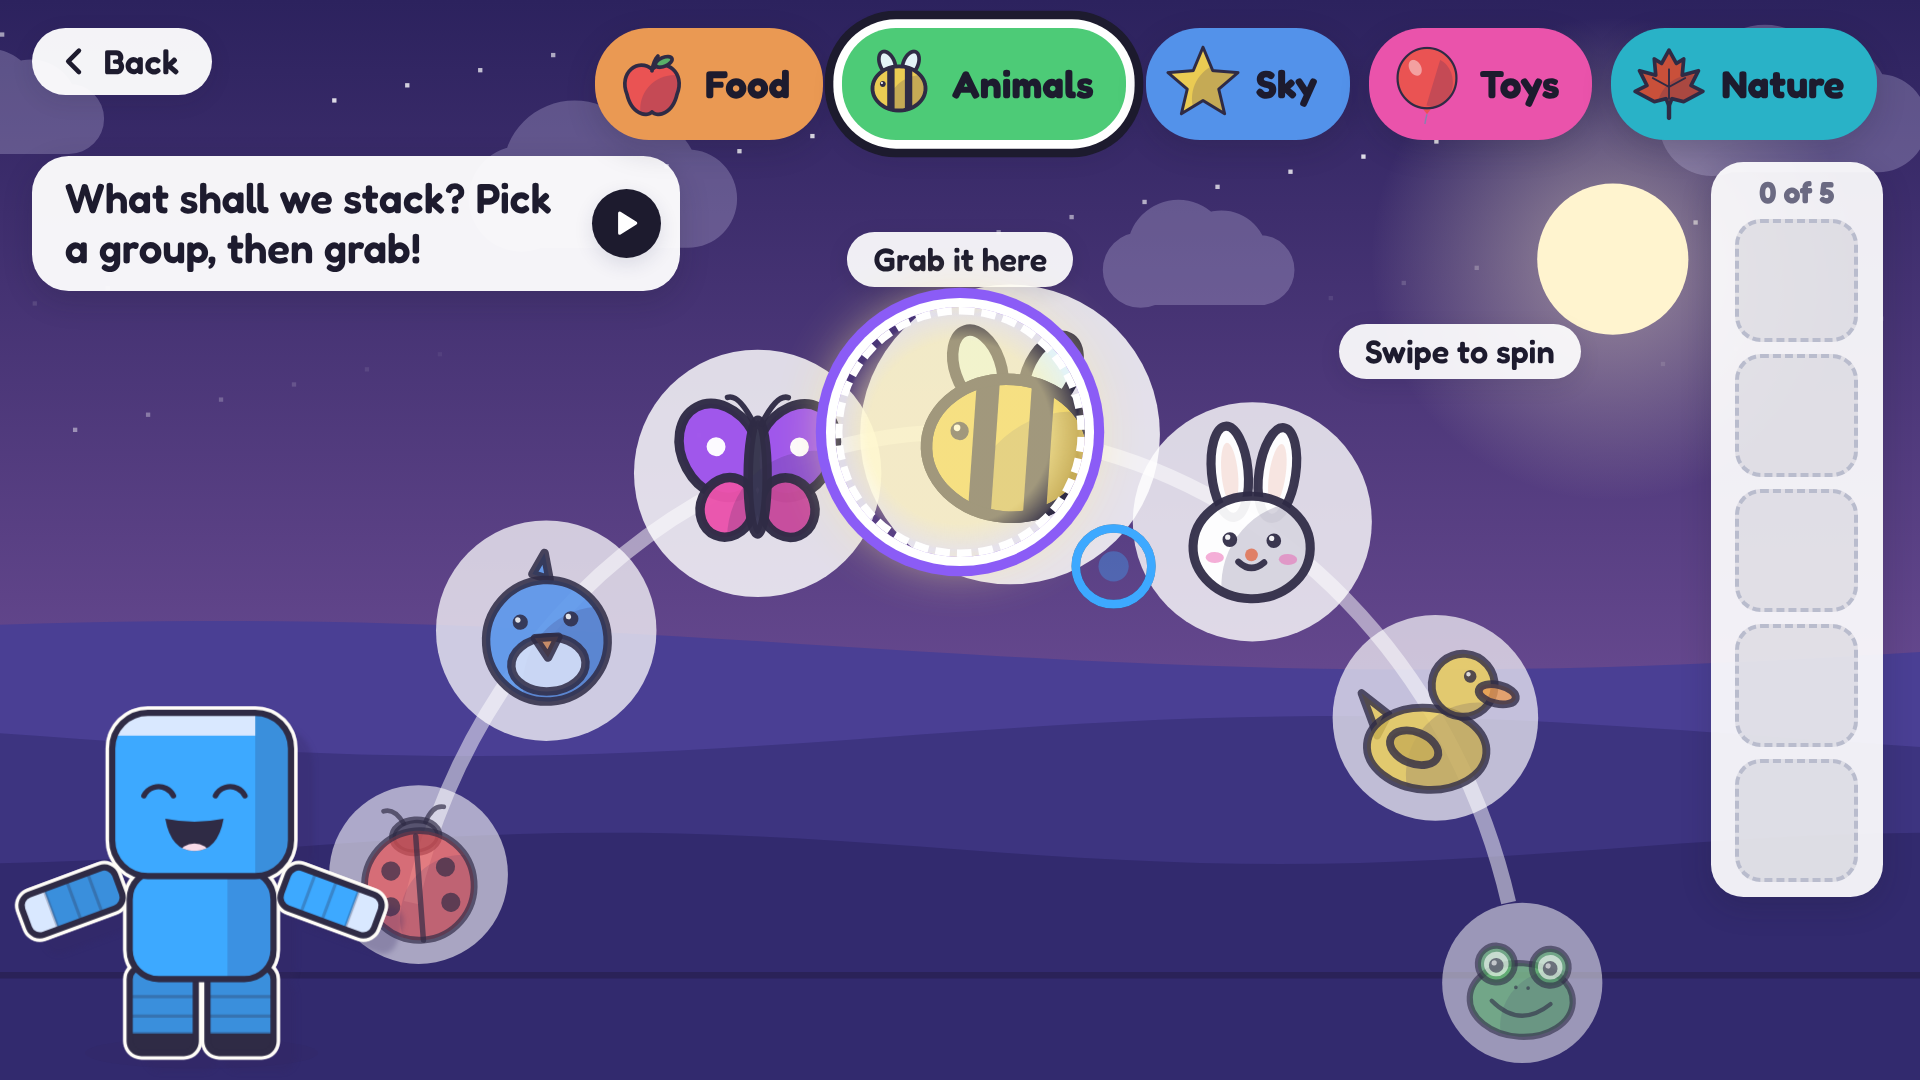 Back
Food
Animals
Sky
Toys
Nature
What shall we stack? Pick
a group, then grab!
0 of 5
Grab it here
Swipe to spin